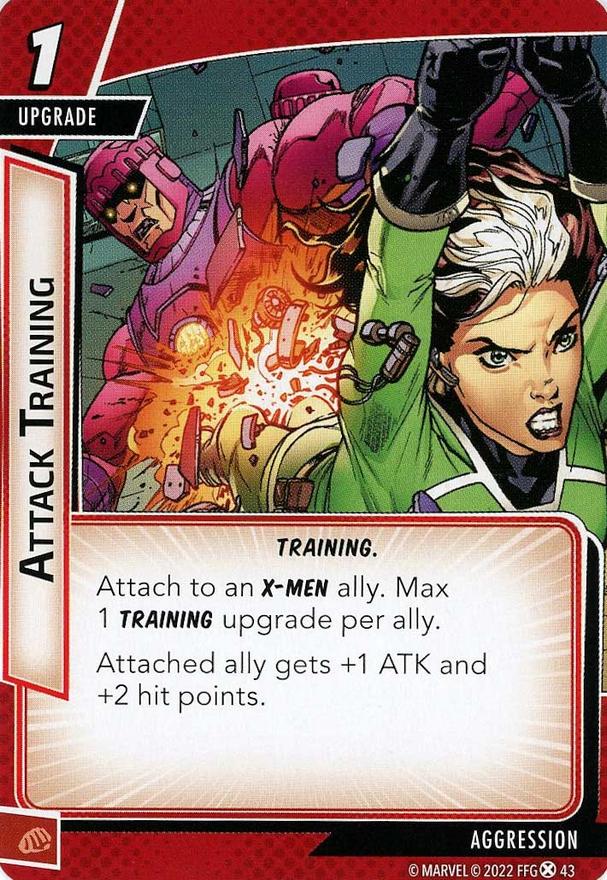 1
UPGRADE
ATTACK TRAINING
TRAINING.
Attach to an X-MEN ally. Max
1 TRAINING upgrade per ally.
Attached ally gets +1 ATK and
+2 hit points.
AGGRESSION
© MARVEL © 2022 FFG 43